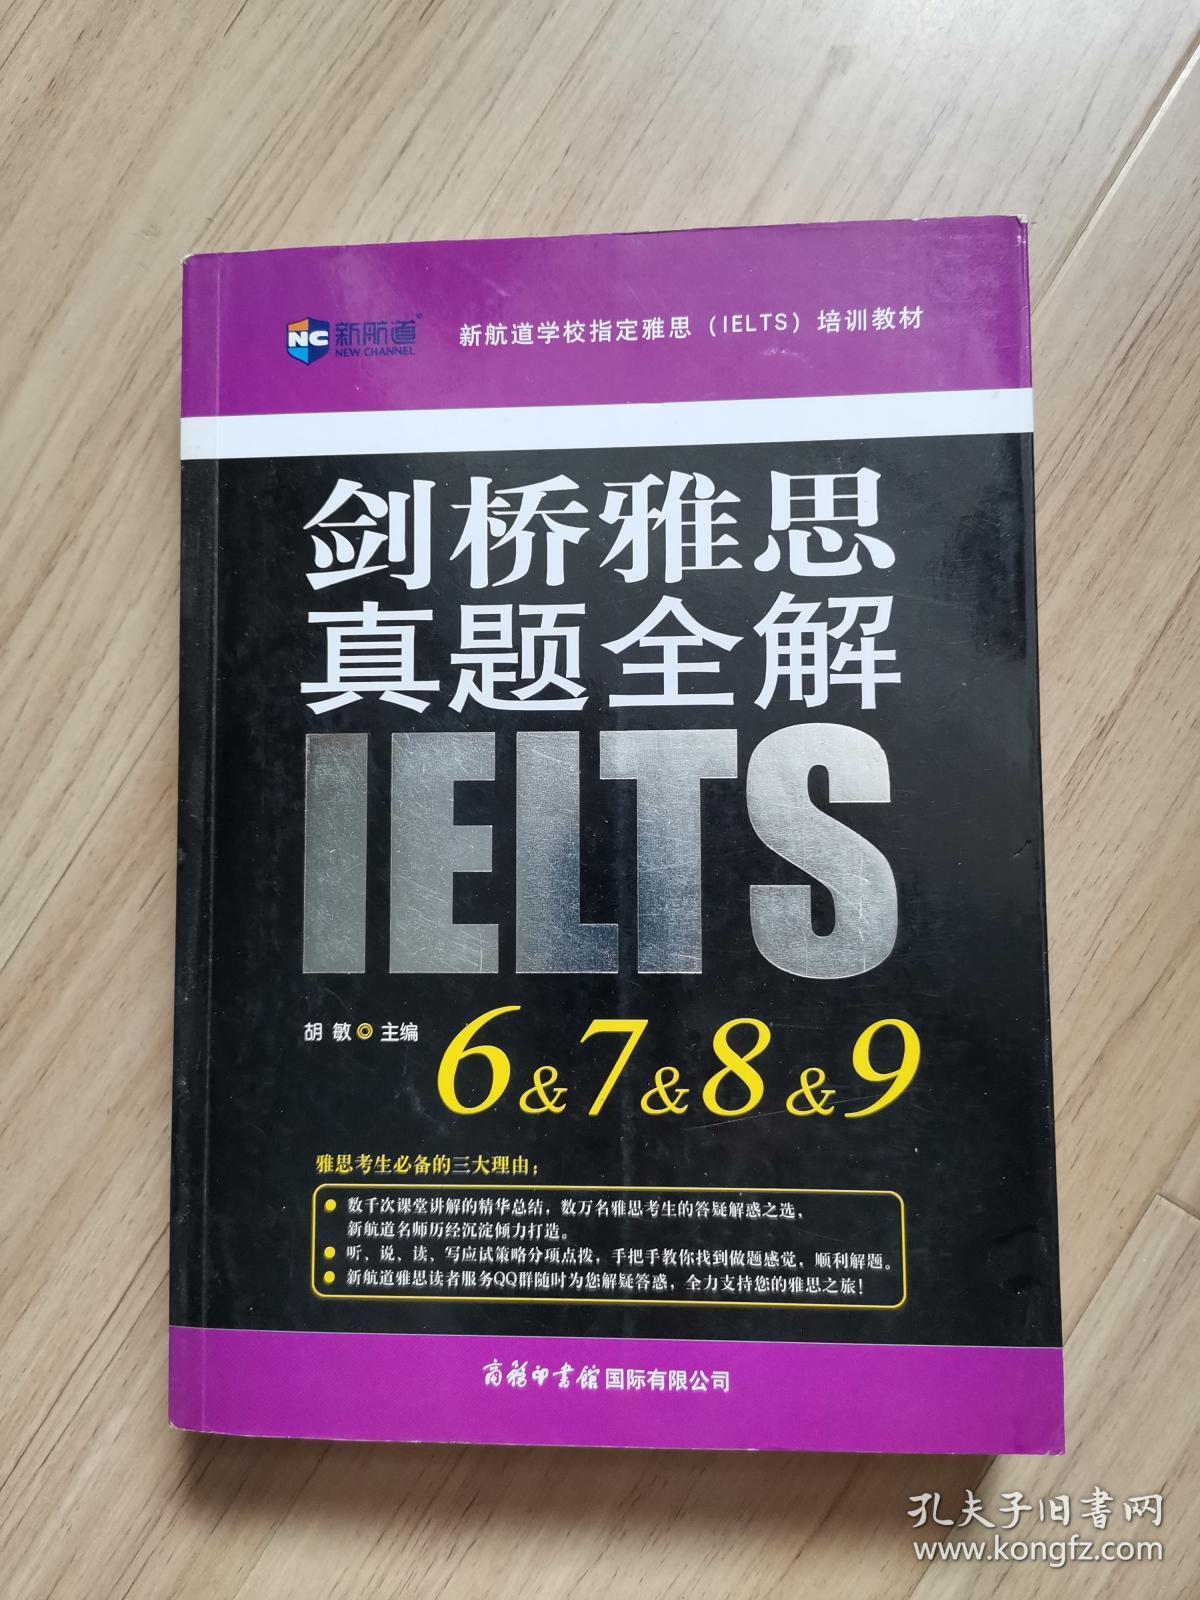 NC 新航道®
NEW CHANNEL
新航道学校指定雅思（IELTS）培训教材
剑桥雅思
真题全解
IELTS
胡 敏◎主编
6&7&8&9
雅思考生必备的三大理由：
● 数千次课堂讲解的精华总结，数万名雅思考生的答疑解惑之选，
新航道名师历经沉淀倾力打造。
● 听、说、读、写应试策略分项点拨，手把手教你找到做题感觉，顺利解题。
● 新航道雅思读者服务QQ群随时为您解疑答惑，全力支持您的雅思之旅！
商務印書館国际有限公司
孔夫子旧书网
www.kongfz.com